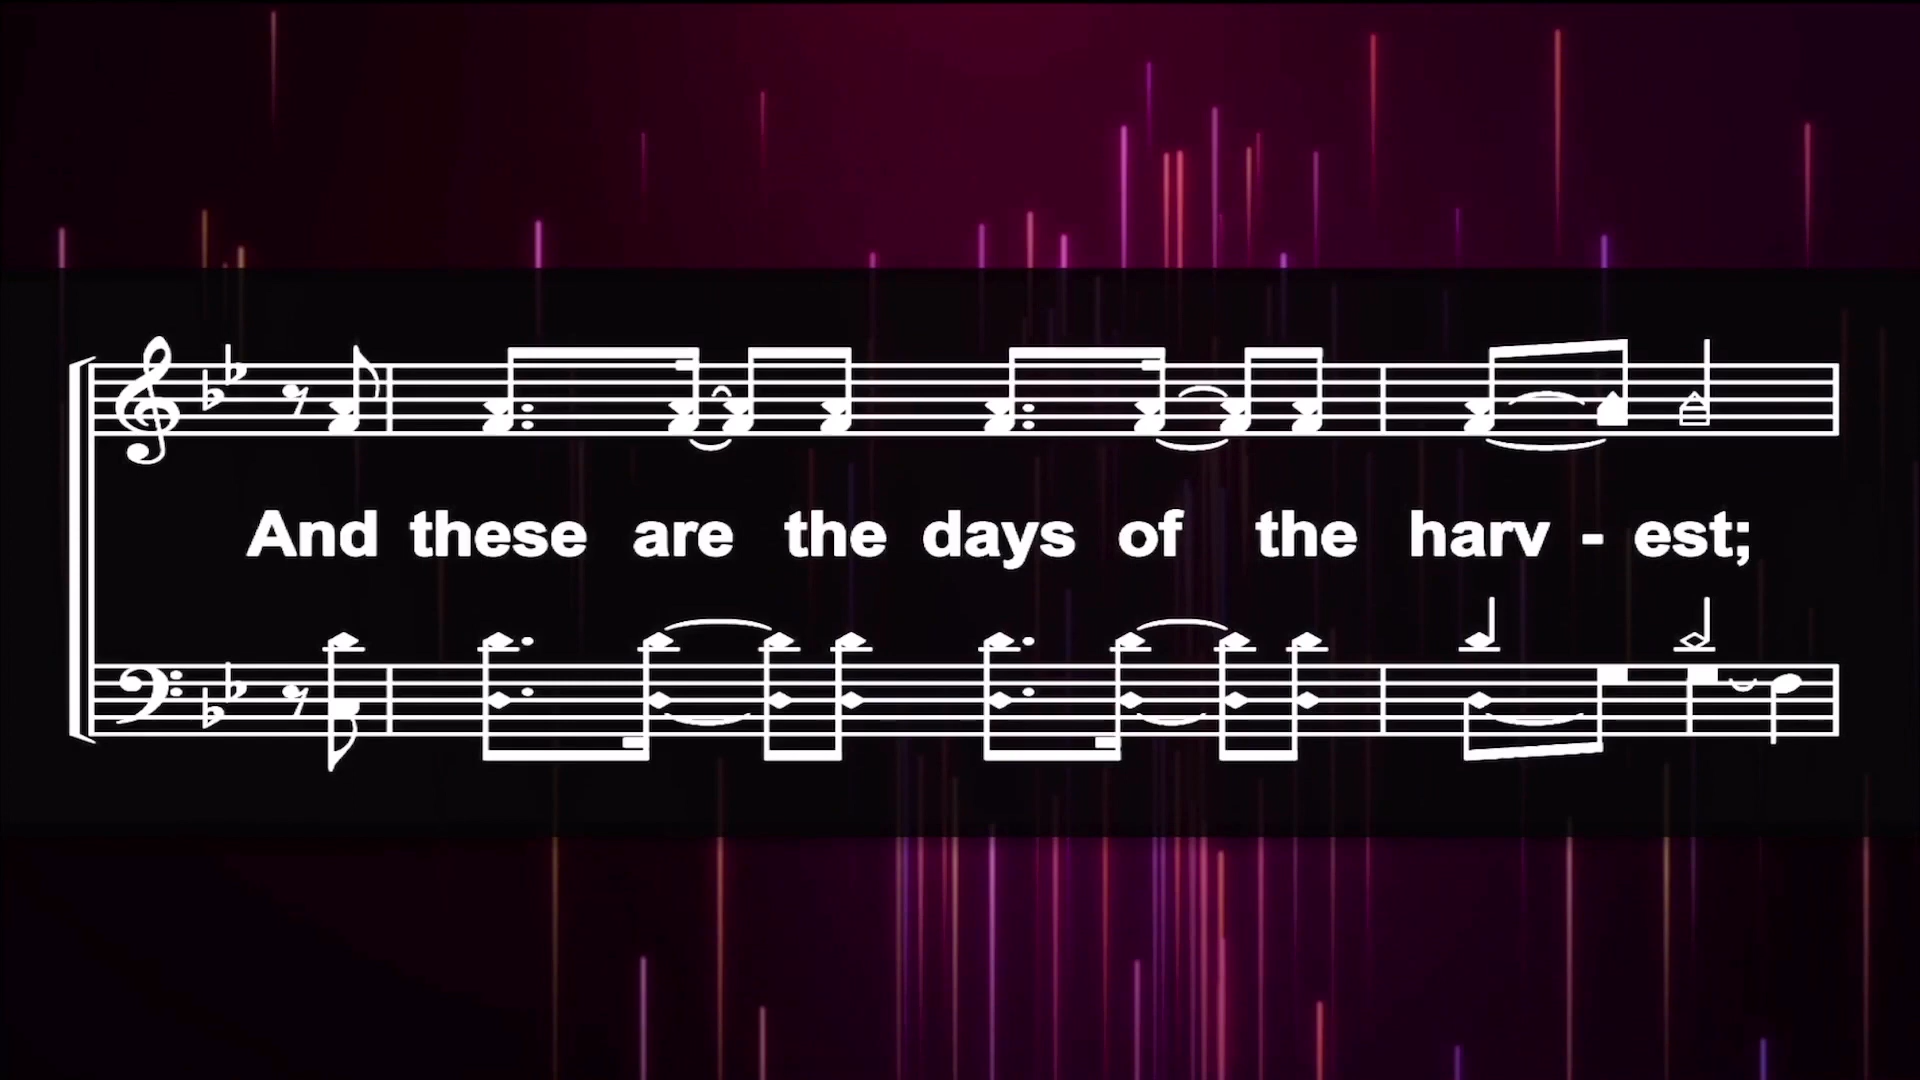 And these are the days of the harv - est;